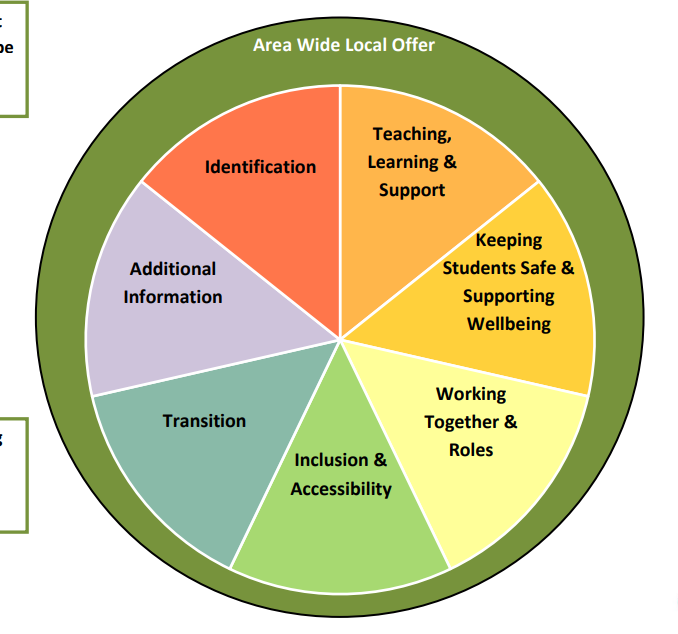 pe
Area Wide Local Offer
Identification
Teaching,
Learning &
Support
Keeping
Students Safe &
Supporting
Wellbeing
Additional
Information
Working
Together &
Roles
Transition
Inclusion &
Accessibility